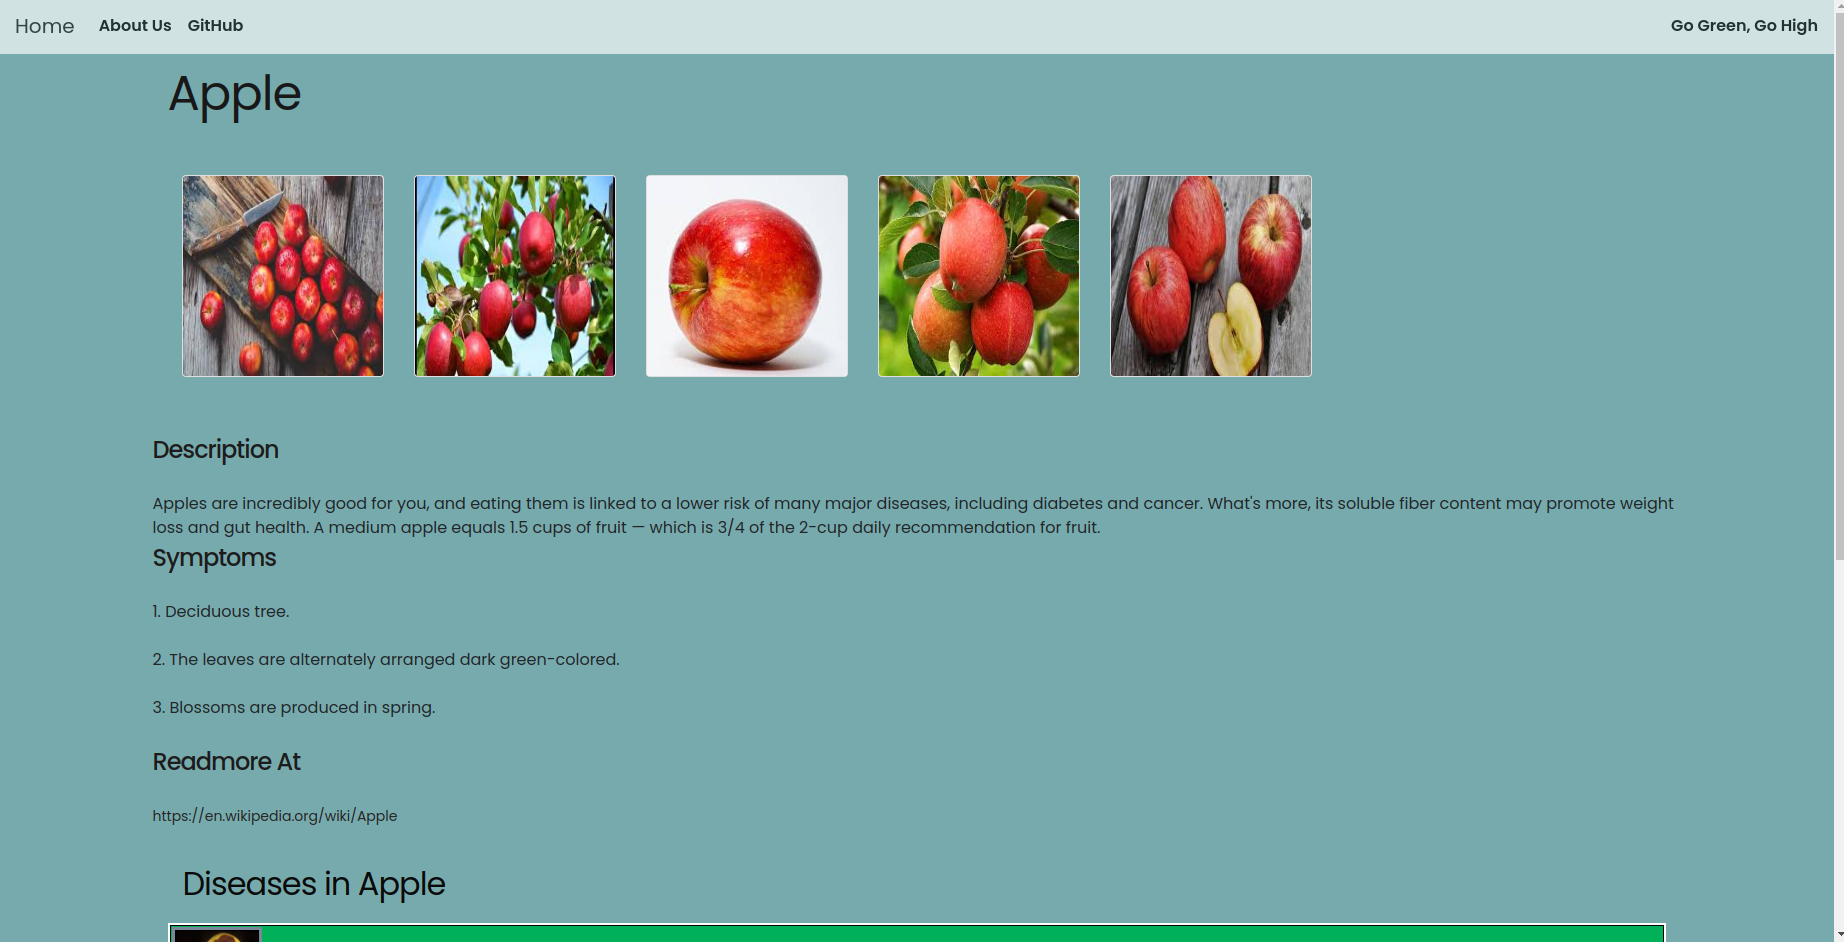 Home About Us GitHub Go Green, Go High
Apple
Description
Apples are incredibly good for you, and eating them is linked to a lower risk of many major diseases, including diabetes and cancer. What's more, its soluble fiber content may promote weight
loss and gut health. A medium apple equals 1.5 cups of fruit — which is 3/4 of the 2-cup daily recommendation for fruit.
Symptoms
1. Deciduous tree.
2. The leaves are alternately arranged dark green-colored.
3. Blossoms are produced in spring.
Readmore At
https://en.wikipedia.org/wiki/Apple
Diseases in Apple